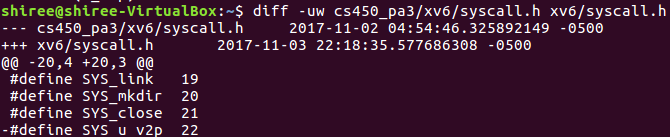 shiree@shiree-VirtualBox:~$ diff -uw cs450_pa3/xv6/syscall.h xv6/syscall.h
--- cs450_pa3/xv6/syscall.h     2017-11-02 04:54:46.325892149 -0500
+++ xv6/syscall.h       2017-11-03 22:18:35.577686308 -0500
@@ -20,4 +20,3 @@
 #define SYS_link   19
 #define SYS_mkdir  20
 #define SYS_close  21
-#define SYS_u_v2p  22